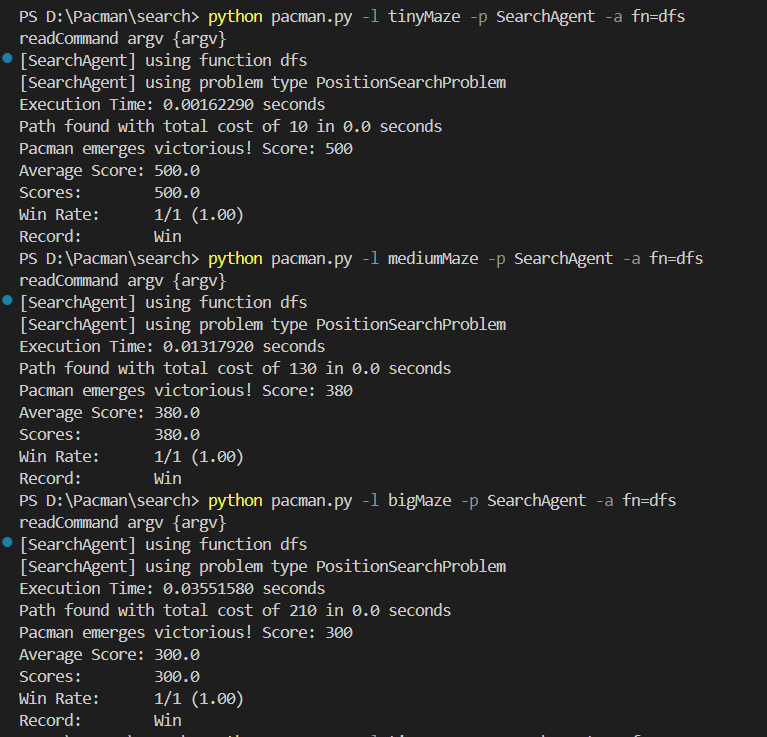 PS D:\Pacman\search> python pacman.py -l tinyMaze -p SearchAgent -a fn=dfs
readCommand argv {argv}
[SearchAgent] using function dfs
[SearchAgent] using problem type PositionSearchProblem
Execution Time: 0.00162290 seconds
Path found with total cost of 10 in 0.0 seconds
Pacman emerges victorious! Score: 500
Average Score: 500.0
Scores:        500.0
Win Rate:      1/1 (1.00)
Record:        Win
PS D:\Pacman\search> python pacman.py -l mediumMaze -p SearchAgent -a fn=dfs
readCommand argv {argv}
[SearchAgent] using function dfs
[SearchAgent] using problem type PositionSearchProblem
Execution Time: 0.01317920 seconds
Path found with total cost of 130 in 0.0 seconds
Pacman emerges victorious! Score: 380
Average Score: 380.0
Scores:        380.0
Win Rate:      1/1 (1.00)
Record:        Win
PS D:\Pacman\search> python pacman.py -l bigMaze -p SearchAgent -a fn=dfs
readCommand argv {argv}
[SearchAgent] using function dfs
[SearchAgent] using problem type PositionSearchProblem
Execution Time: 0.03551580 seconds
Path found with total cost of 210 in 0.0 seconds
Pacman emerges victorious! Score: 300
Average Score: 300.0
Scores:        300.0
Win Rate:      1/1 (1.00)
Record:        Win